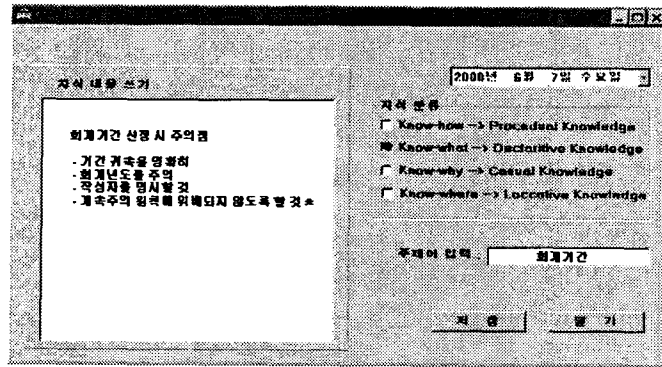 지식 내용 쓰기
회계기간 산정 시 주의점
- 기간 귀속을 명확히
- 회계년도를 주의
- 작성자를 명시할 것
- 계속주의 원칙에 위배되지 않도록 할 것
2000년 6월 7일 수요일
지식 분류
Know-how --> Procedual Knowledge
Know-what --> Declaritive Knowledge
Know-why --> Casual Knowledge
Know-where --> Loccative Knowledge
주제어 입력
회계기간
저 장
닫 기